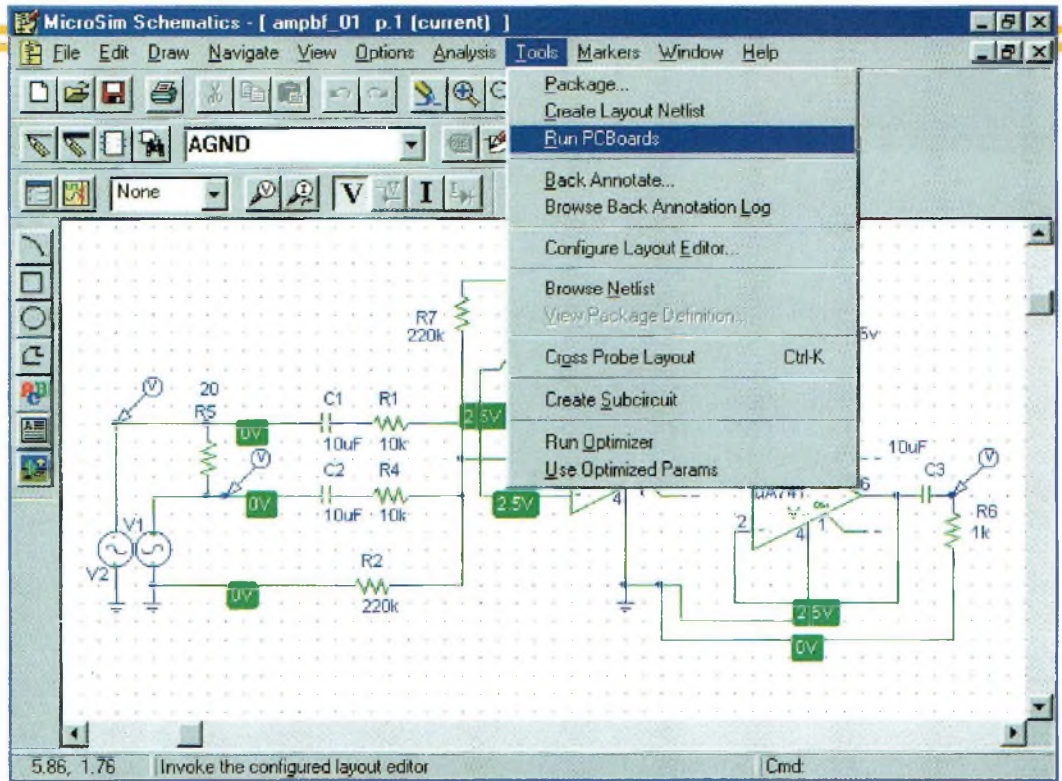 MicroSim Schematics - [ ampbf_01 p.1 (current) ]
File Edit Draw Navigate View Options Analysis Tools Markers Window Help
AGND
None
V
I
Package...
Create Layout Netlist
Run PCBoards
Back Annotate...
Browse Back Annotation Log
Configure Layout Editor...
Browse Netlist
View Package Definition...
Cross Probe Layout Ctrl-K
Create Subcircuit
Run Optimizer
Use Optimized Params
R7
220k
5v
V
20
R5
0V
C1
R1
10uF
10k
2.5V
V
C2
R4
0V
10uF
10k
2.5V
4
V1
V2
R2
0V
220k
10uF
V
C3
uA741
6
R6
1k
2
V-
4
1
2.5V
0V
5.86, 1.76 Invoke the configured layout editor Cmd: